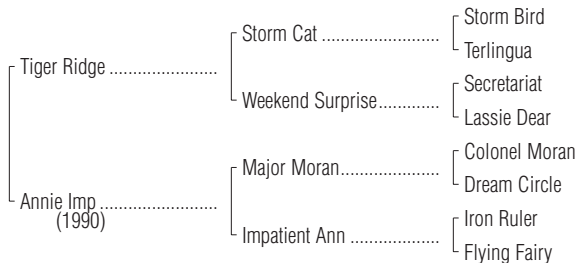 Storm Bird
Storm Cat ..........................
Terlingua
Tiger Ridge ........................
Secretariat
Weekend Surprise.............
Lassie Dear
Colonel Moran
Major Moran......................
Dream Circle
Annie Imp ..........................
(1990)
Iron Ruler
Impatient Ann ....................
Flying Fairy